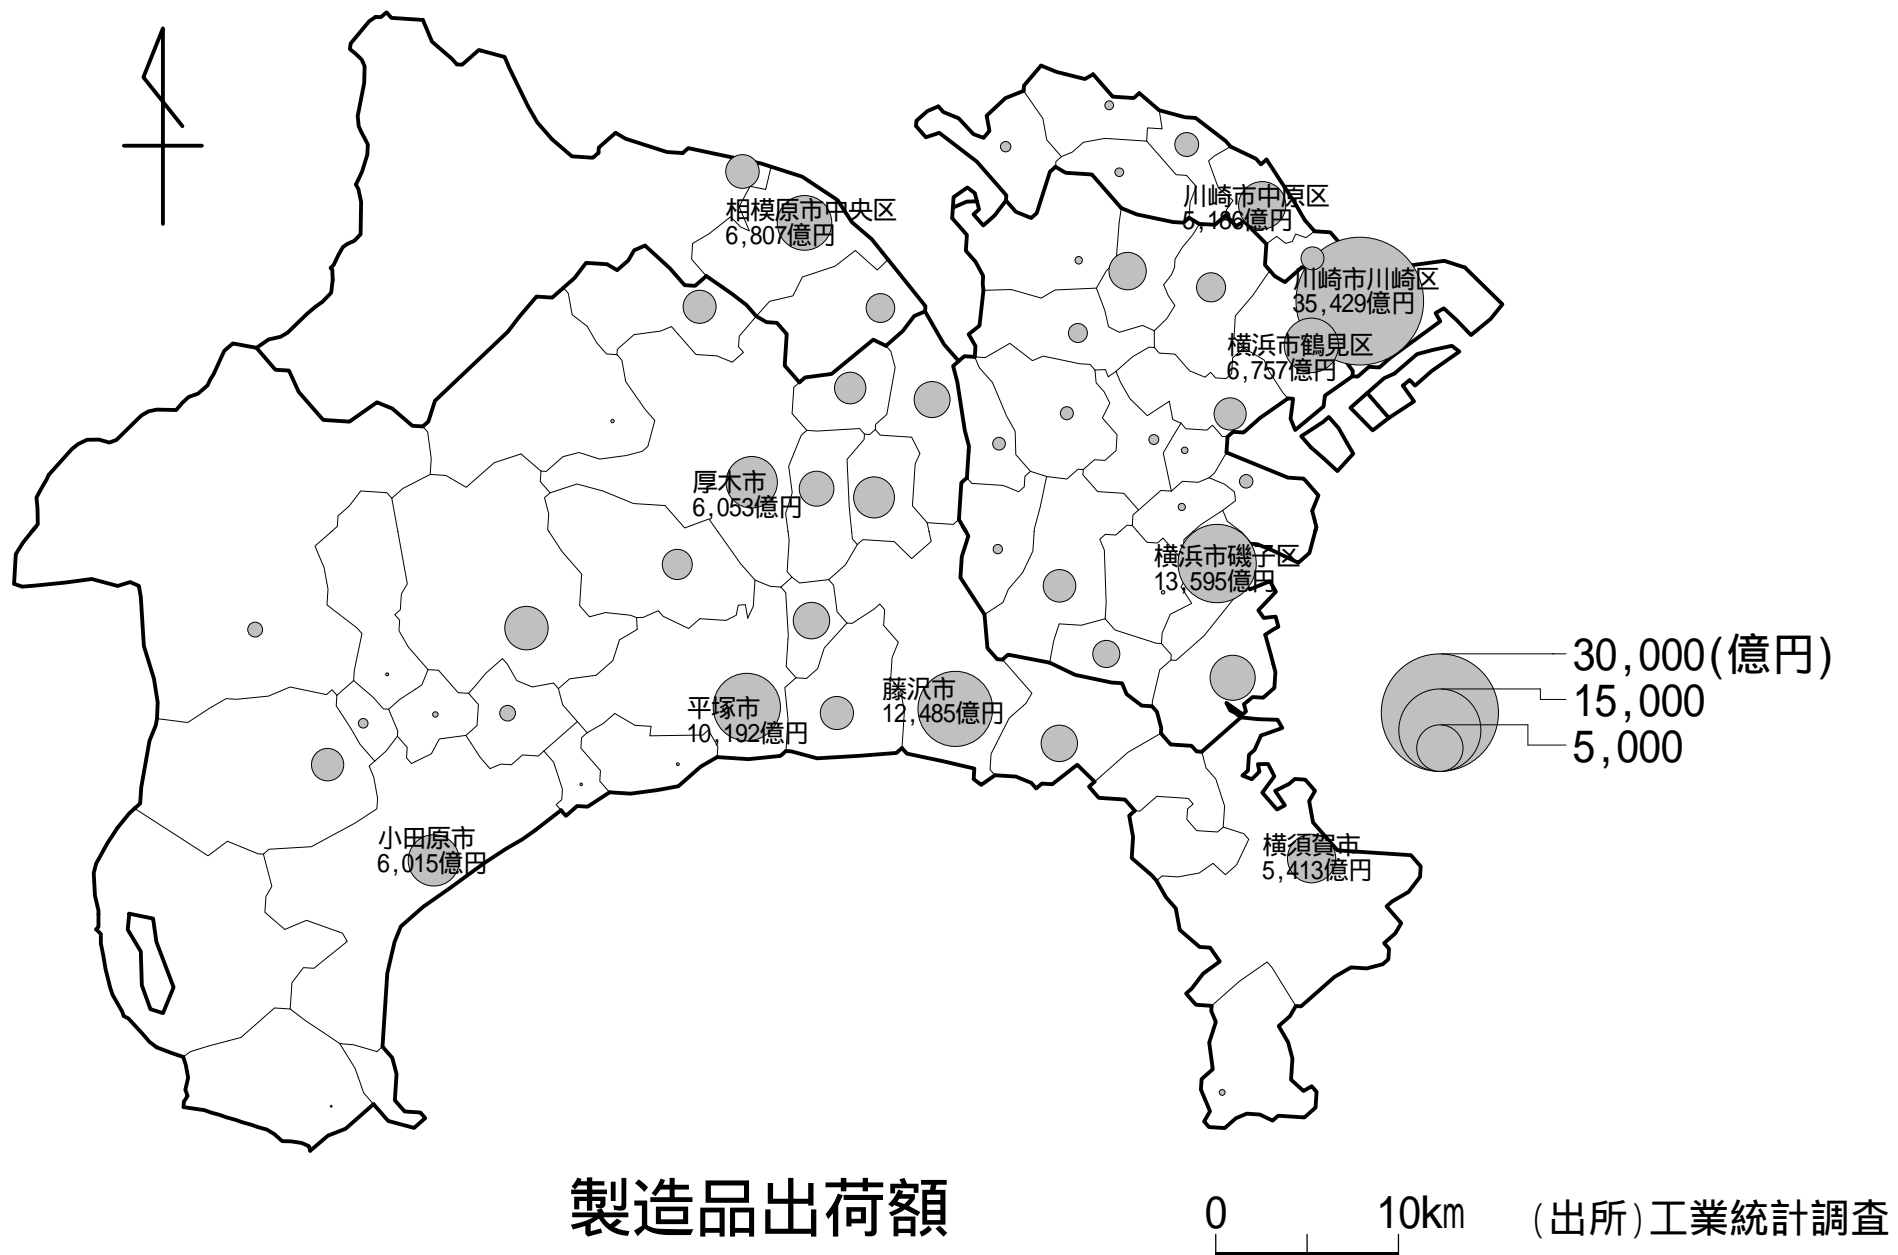 川崎市中原区
5,186億円
相模原市中央区
6,807億円
川崎市川崎区
35,429億円
横浜市鶴見区
6,757億円
厚木市
6,053億円
横浜市磯子区
13,595億円
藤沢市
12,485億円
平塚市
10,192億円
小田原市
6,015億円
横須賀市
5,413億円
30,000(億円)
15,000
5,000
製造品出荷額
0 10km
(出所)工業統計調査